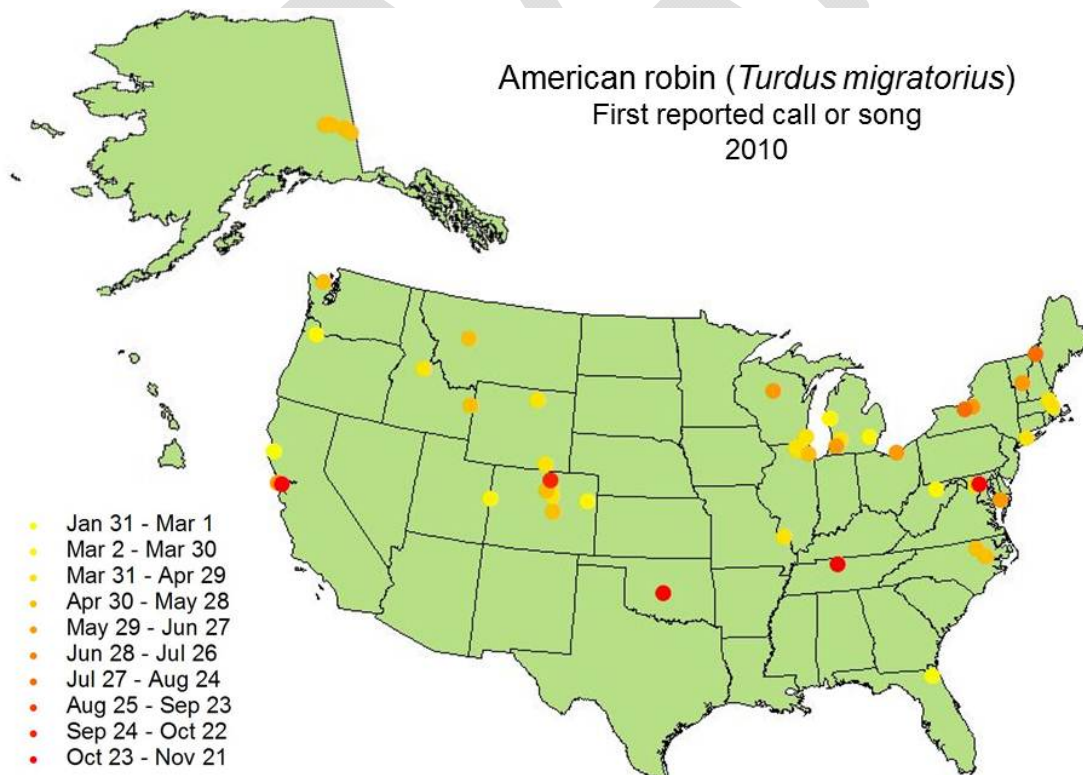 American robin (Turdus migratorius)
First reported call or song
2010
Jan 31 - Mar 1
Mar 2 - Mar 30
Mar 31 - Apr 29
Apr 30 - May 28
May 29 - Jun 27
Jun 28 - Jul 26
Jul 27 - Aug 24
Aug 25 - Sep 23
Sep 24 - Oct 22
Oct 23 - Nov 21